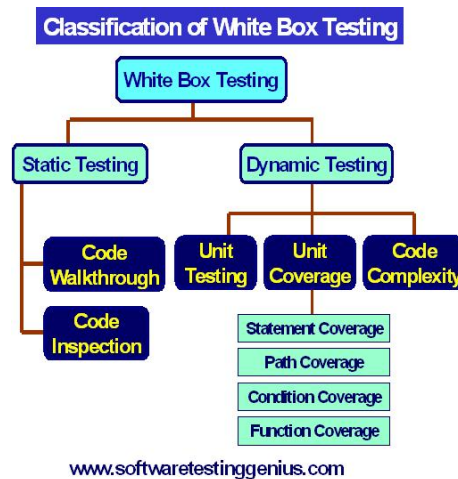 Classification of White Box Testing
White Box Testing
Static Testing
Dynamic Testing
Code
Walkthrough
Code
Inspection
Unit
Testing
Unit
Coverage
Code
Complexity
Statement Coverage
Path Coverage
Condition Coverage
Function Coverage
www.softwaretestinggenius.com